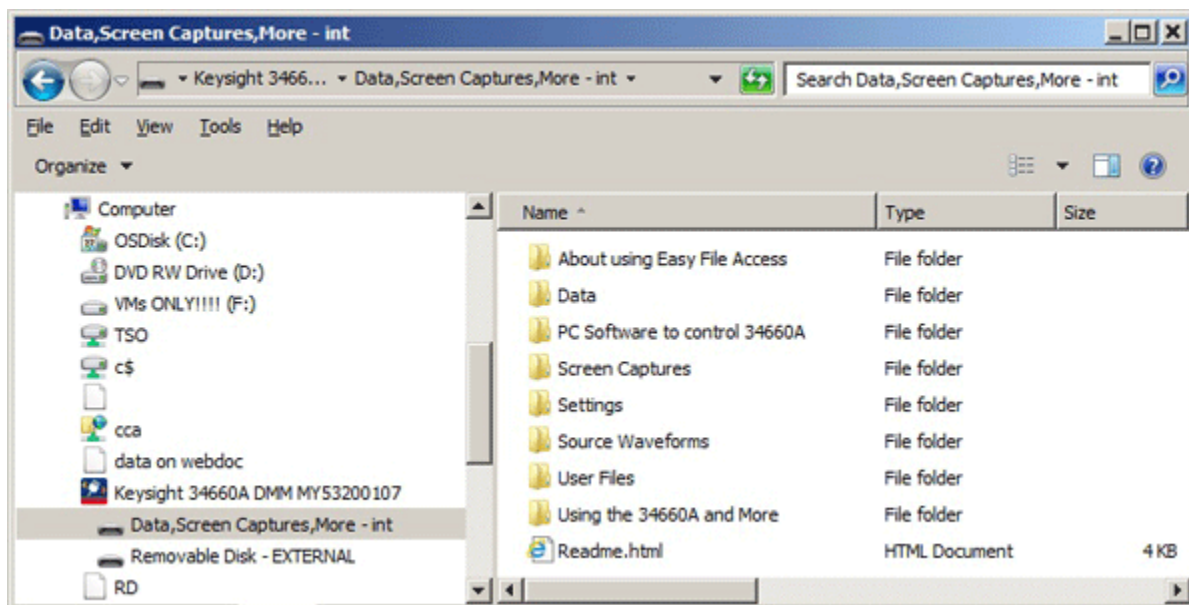 Data,Screen Captures,More - int
Keysight 3466... Data,Screen Captures,More - int Search Data,Screen Captures,More - int
File Edit View Tools Help
Organize
Computer
OSDisk (C:)
DVD RW Drive (D:)
VMs ONLY!!!! (F:)
TSO
c$
cca
data on webdoc
Keysight 34660A DMM MY53200107
Data,Screen Captures,More - int
Removable Disk - EXTERNAL
RD
Name Type Size
About using Easy File Access File folder
Data File folder
PC Software to control 34660A File folder
Screen Captures File folder
Settings File folder
Source Waveforms File folder
User Files File folder
Using the 34660A and More File folder
Readme.html HTML Document 4 KB